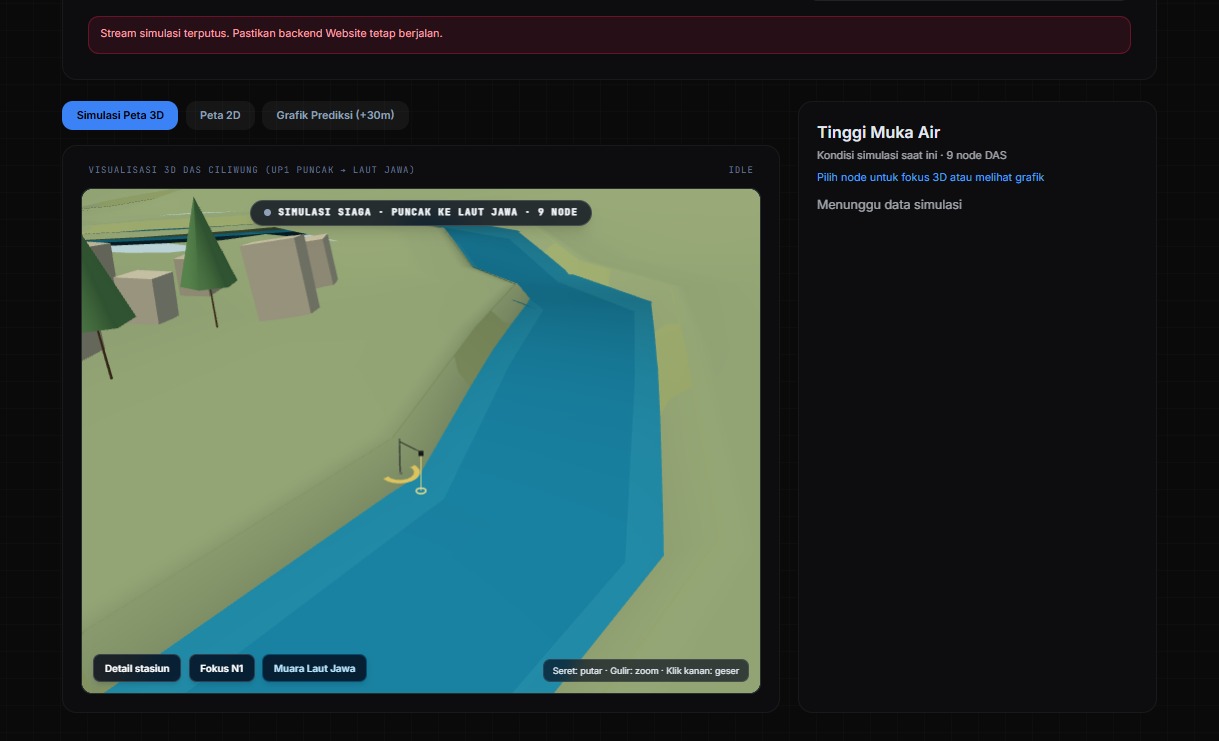 Stream simulasi terputus. Pastikan backend Website tetap berjalan.
Simulasi Peta 3D
Peta 2D
Grafik Prediksi (+30m)
VISUALISASI 3D DAS CILIWUNG (UP1 PUNCAK → LAUT JAWA)
IDLE
SIMULASI SIAGA - PUNCAK KE LAUT JAWA - 9 NODE
Detail stasiun
Fokus N1
Muara Laut Jawa
Seret: putar · Gulir: zoom · Klik kanan: geser
Tinggi Muka Air
Kondisi simulasi saat ini · 9 node DAS
Pilih node untuk fokus 3D atau melihat grafik
Menunggu data simulasi